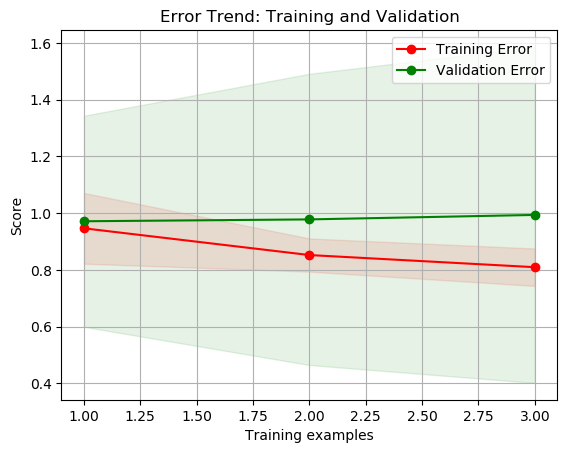 Error Trend: Training and Validation
Training Error
Validation Error
Score
1.6
1.4
1.2
1.0
0.8
0.6
0.4
1.00 1.25 1.50 1.75 2.00 2.25 2.50 2.75 3.00
Training examples